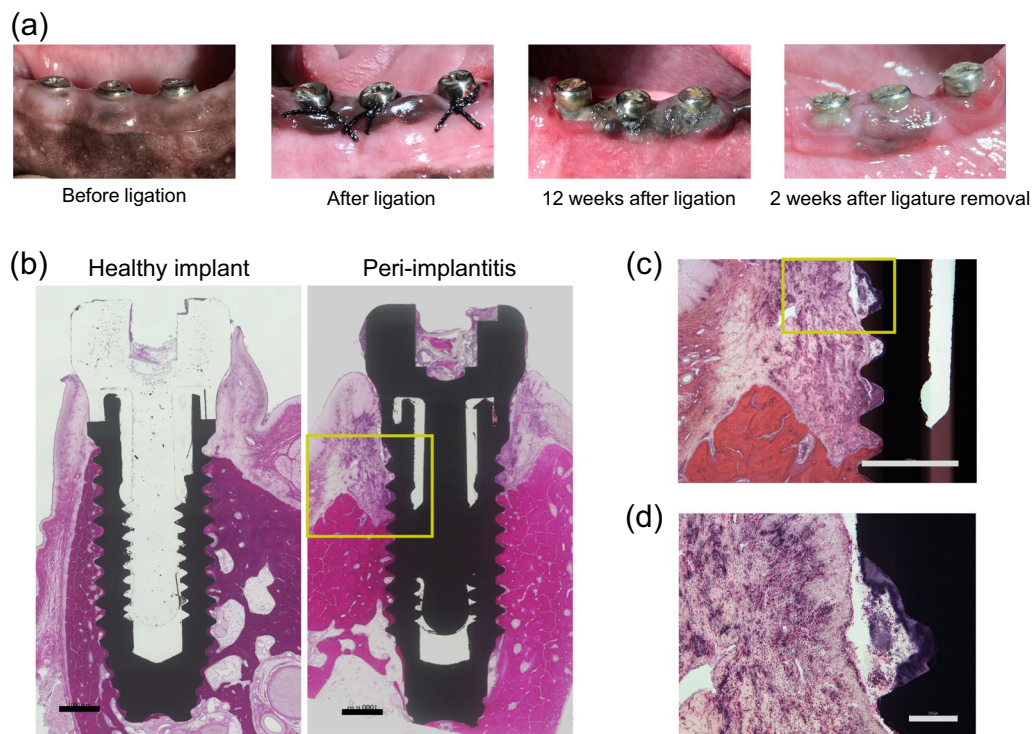 (a)
Before ligation
After ligation
12 weeks after ligation
2 weeks after ligature removal
(b)
Healthy implant
Peri-implantitis
(c)
(d)